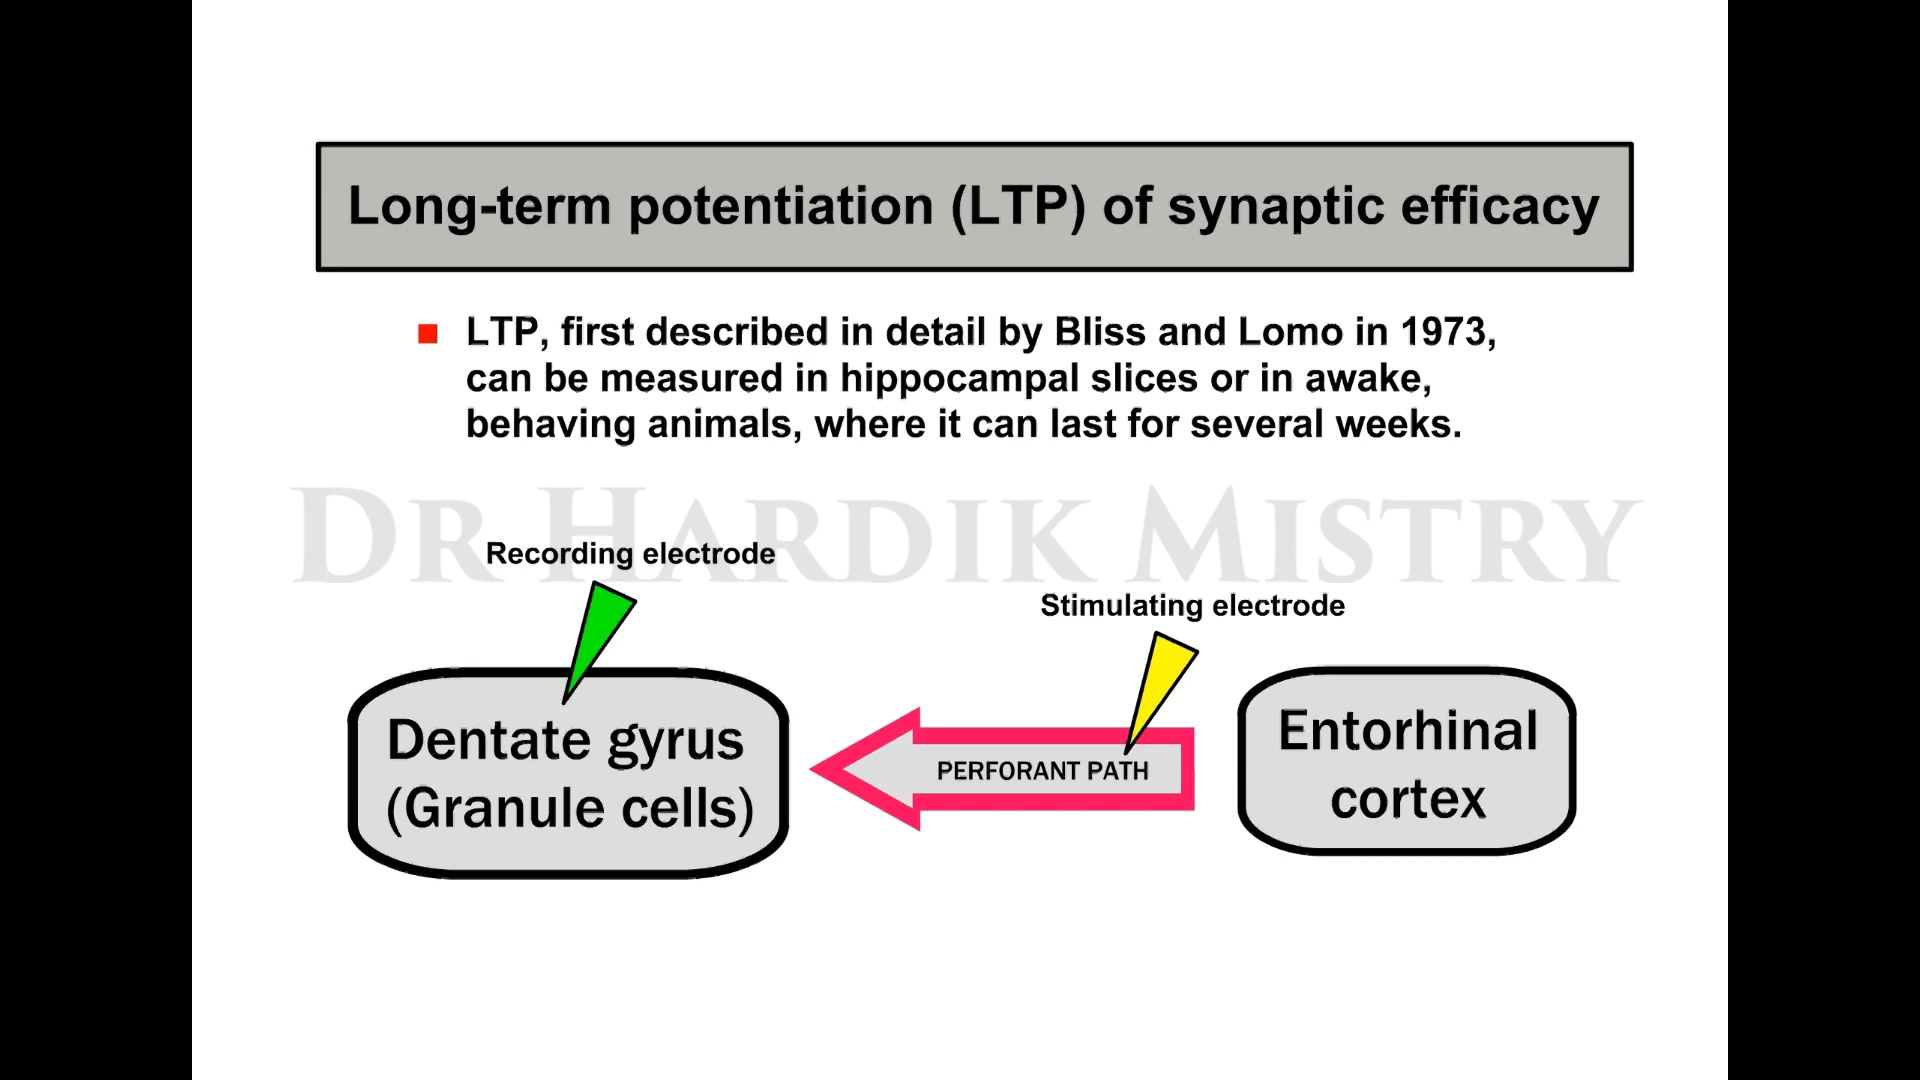 Long-term potentiation (LTP) of synaptic efficacy
LTP, first described in detail by Bliss and Lomo in 1973,
can be measured in hippocampal slices or in awake,
behaving animals, where it can last for several weeks.
DR HARDIK MISTRY
Recording electrode
Stimulating electrode
Dentate gyrus
(Granule cells)
PERFORANT PATH
Entorhinal
cortex